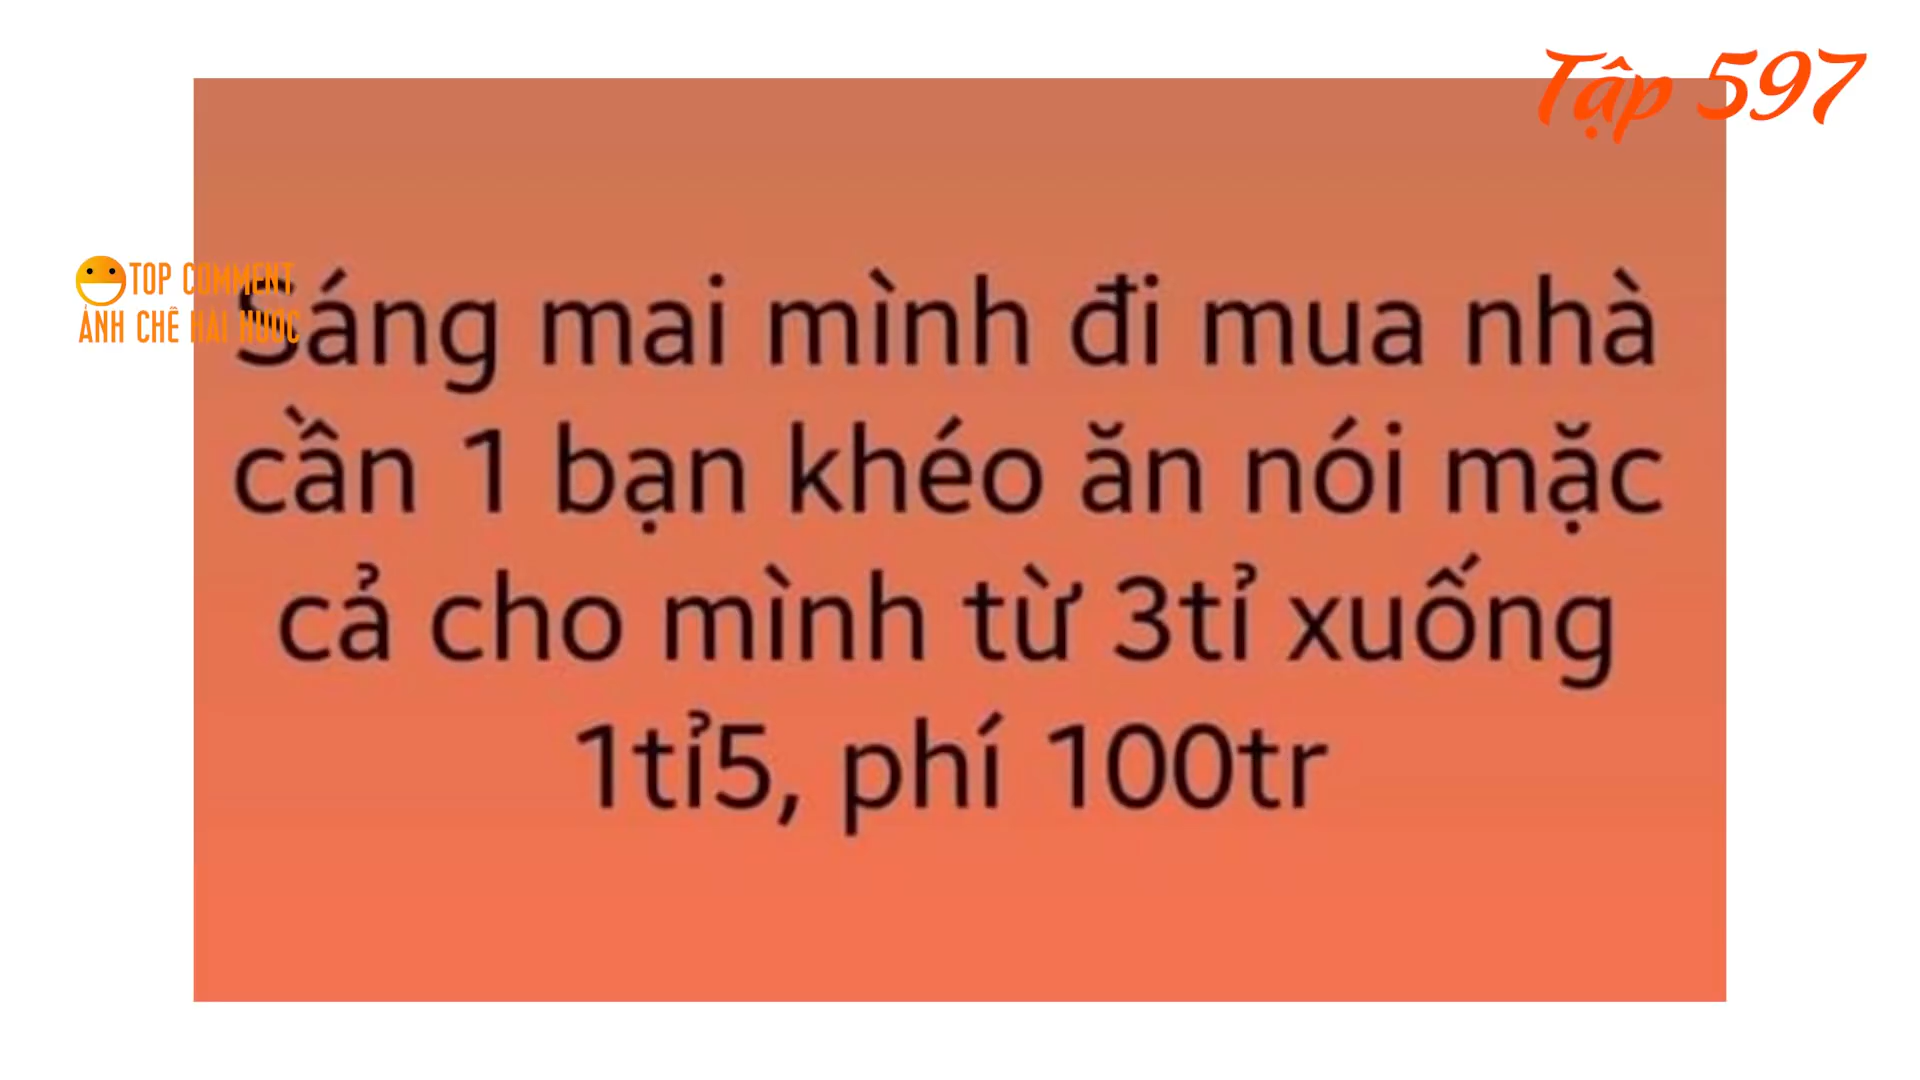 Tập 597
TOP COMMENT
ẢNH CHẾ HÀI HƯỚC
Sáng mai mình đi mua nhà
cần 1 bạn khéo ăn nói mặc
cả cho mình từ 3tỉ xuống
1tỉ5, phí 100tr